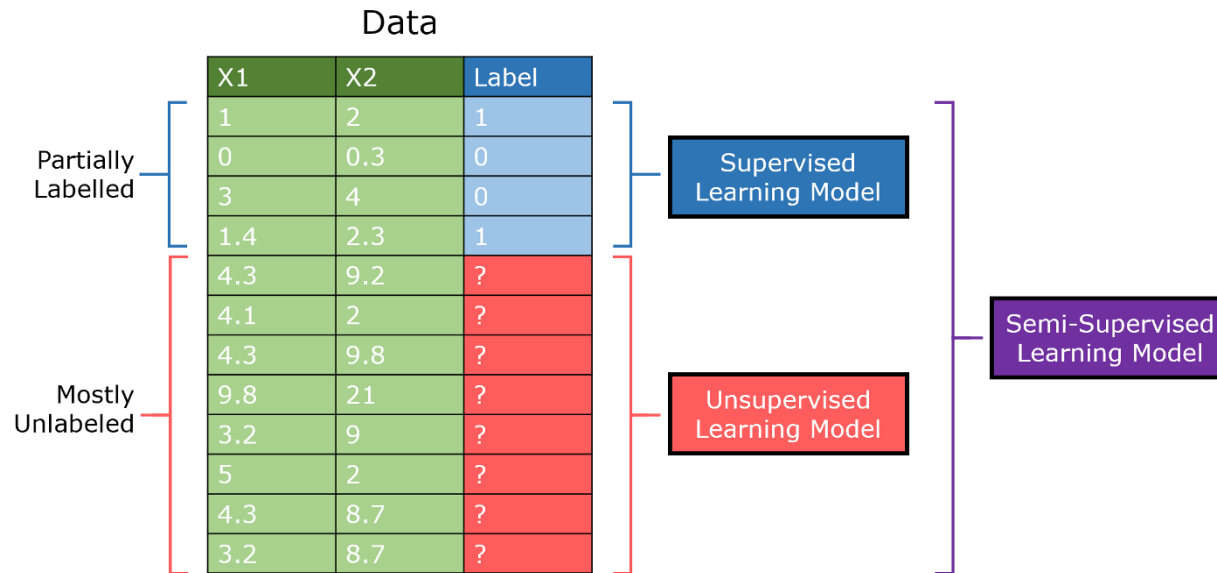 Data
X1 X2 Label
1 2 1
0 0.3 0
3 4 0
1.4 2.3 1
4.3 9.2 ?
4.1 2 ?
4.3 9.8 ?
9.8 21 ?
3.2 9 ?
5 2 ?
4.3 8.7 ?
3.2 8.7 ?
Partially
Labelled
Mostly
Unlabeled
Supervised
Learning Model
Unsupervised
Learning Model
Semi-Supervised
Learning Model